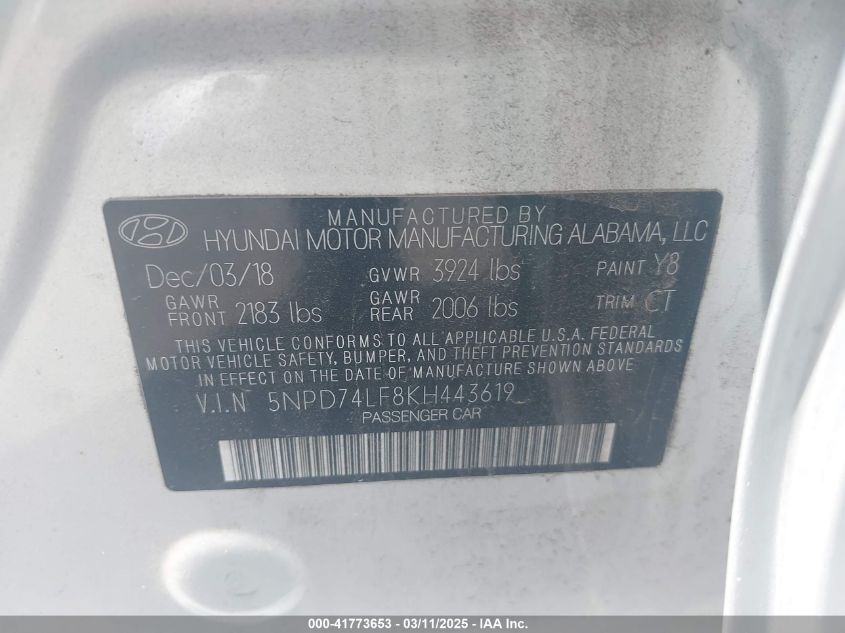 MANUFACTURED BY
HYUNDAI MOTOR MANUFACTURING ALABAMA, LLC
Dec/03/18 GVWR 3924 lbs PAINT Y8
GAWR FRONT 2183 lbs GAWR REAR 2006 lbs TRIM CT
THIS VEHICLE CONFORMS TO ALL APPLICABLE U.S.A. FEDERAL
MOTOR VEHICLE SAFETY, BUMPER, AND THEFT PREVENTION STANDARDS
IN EFFECT ON THE DATE OF MANUFACTURE SHOWN ABOVE
V.I.N 5NPD74LF8KH443619
PASSENGER CAR
000-41773653 - 03/11/2025 - IAA Inc.